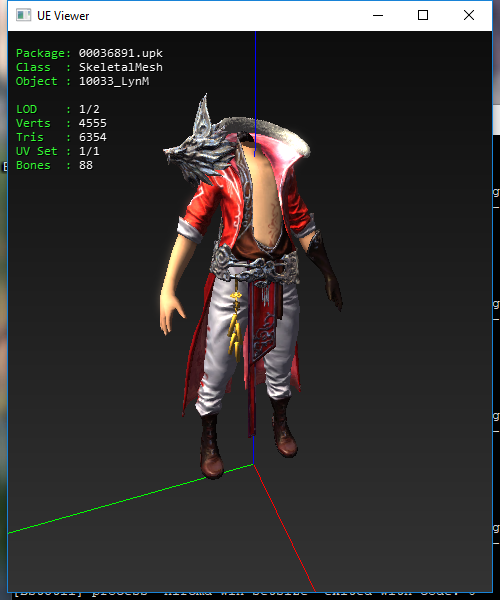 UE Viewer
Package: 00036891.upk
Class : SkeletalMesh
Object : 10033_LynM
LOD : 1/2
Verts : 4555
Tris : 6354
UV Set : 1/1
Bones : 88